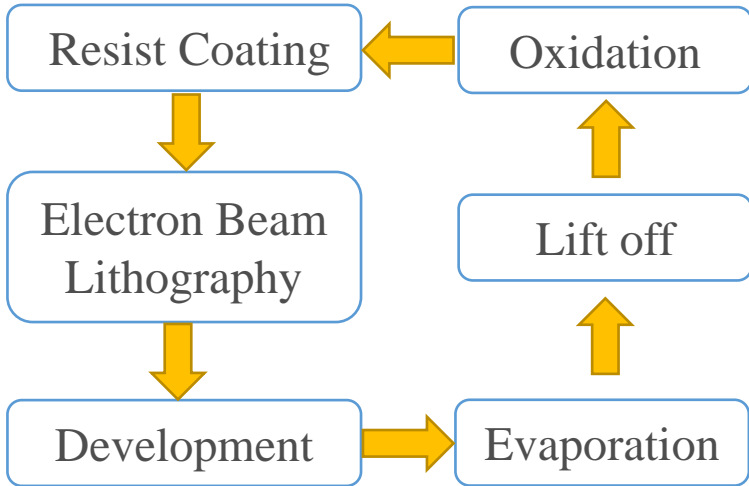 Resist Coating
Oxidation
Electron Beam
Lithography
Lift off
Development
Evaporation